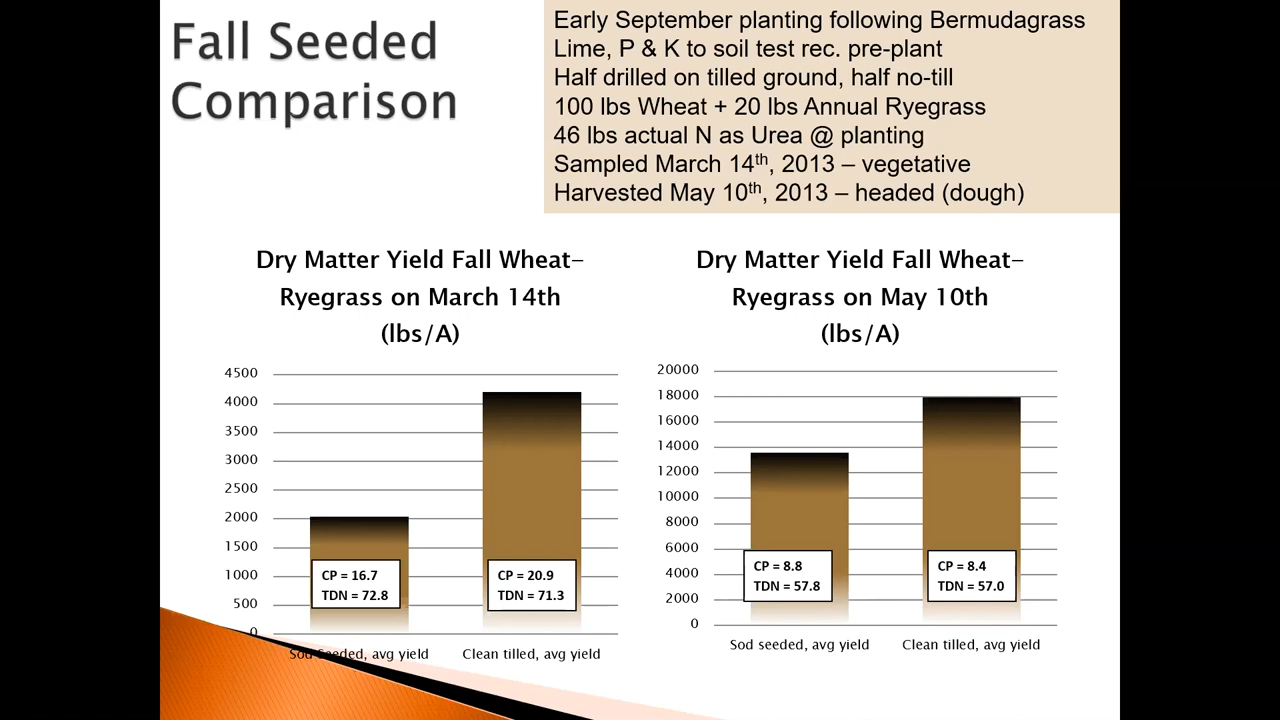 Fall Seeded
Comparison
Early September planting following Bermudagrass
Lime, P & K to soil test rec. pre-plant
Half drilled on tilled ground, half no-till
100 lbs Wheat + 20 lbs Annual Ryegrass
46 lbs actual N as Urea @ planting
Sampled March 14th, 2013 – vegetative
Harvested May 10th, 2013 – headed (dough)
Dry Matter Yield Fall Wheat-
Ryegrass on March 14th
(lbs/A)
4500
4000
3500
3000
2500
2000
1500
1000
500
0
CP = 16.7
TDN = 72.8
CP = 20.9
TDN = 71.3
Sod Seeded, avg yield
Clean tilled, avg yield
Dry Matter Yield Fall Wheat-
Ryegrass on May 10th
(lbs/A)
20000
18000
16000
14000
12000
10000
8000
6000
4000
2000
0
CP = 8.8
TDN = 57.8
CP = 8.4
TDN = 57.0
Sod seeded, avg yield
Clean tilled, avg yield